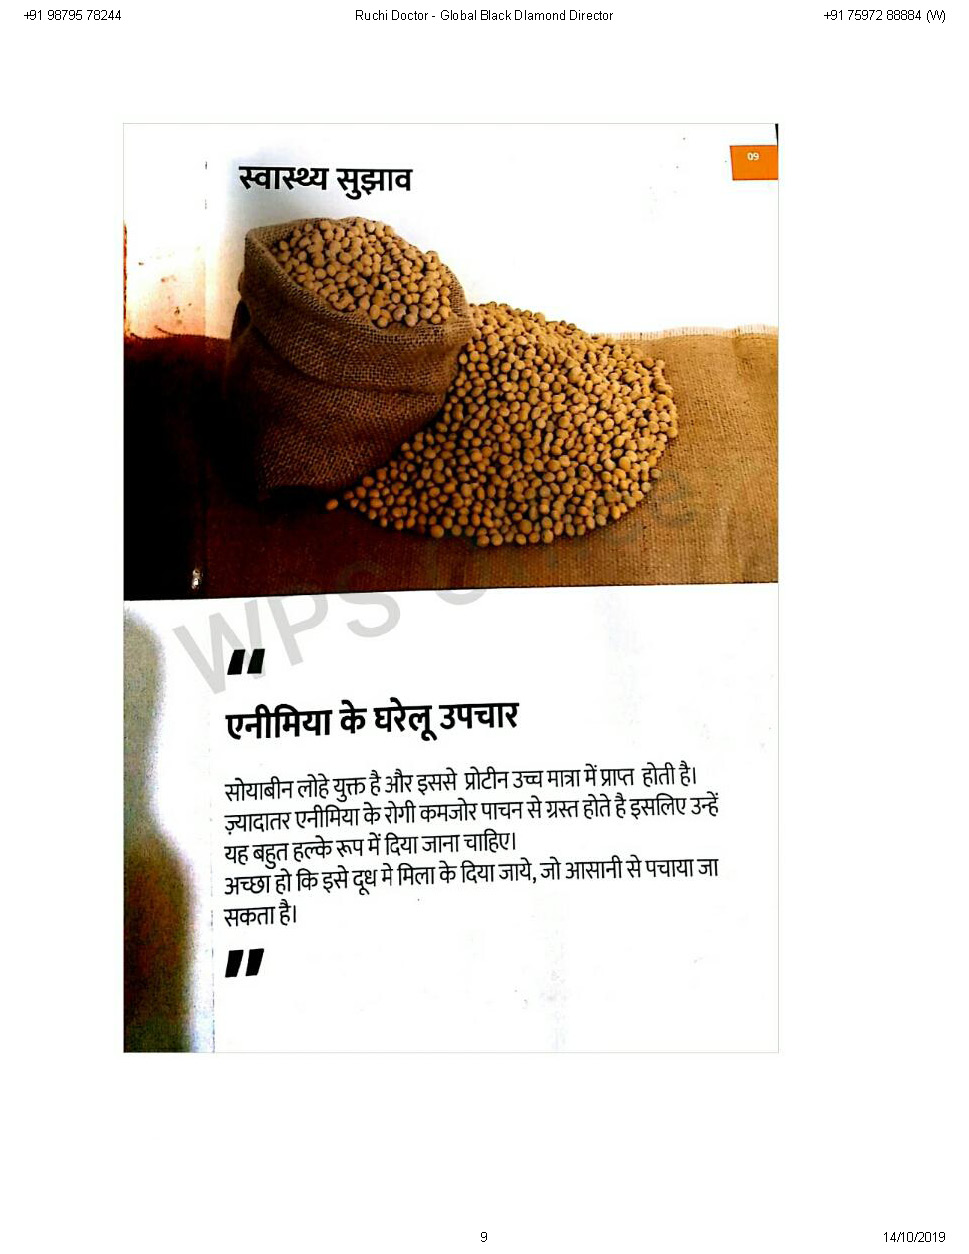 +91 98795 78244 Ruchi Doctor - Global Black DIamond Director +91 75972 88884 (W)
09
स्वास्थ्य सुझाव
WPS
"
एनीमिया के घरेलू उपचार
सोयाबीन लोहे युक्त है और इससे प्रोटीन उच्च मात्रा में प्राप्त होती है।
ज़्यादातर एनीमिया के रोगी कमजोर पाचन से ग्रस्त होते है इसलिए उन्हें
यह बहुत हल्के रूप में दिया जाना चाहिए।
अच्छा हो कि इसे दूध मे मिला के दिया जाये, जो आसानी से पचाया जा
सकता है।
"
9 14/10/2019